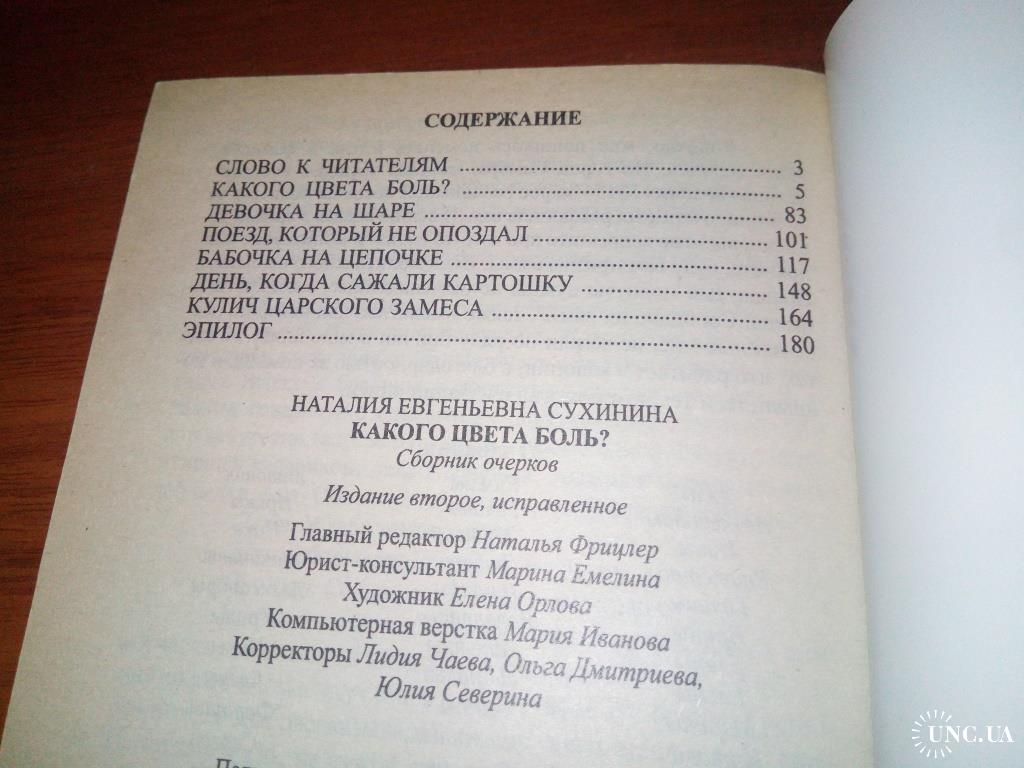 СОДЕРЖАНИЕ
СЛОВО К ЧИТАТЕЛЯМ ........ 3
КАКОГО ЦВЕТА БОЛЬ? ........ 5
ДЕВОЧКА НА ШАРЕ ........ 83
ПОЕЗД, КОТОРЫЙ НЕ ОПОЗДАЛ ........ 101
БАБОЧКА НА ЦЕПОЧКЕ ........ 117
ДЕНЬ, КОГДА САЖАЛИ КАРТОШКУ ........ 148
КУЛИЧ ЦАРСКОГО ЗАМЕСА ........ 164
ЭПИЛОГ ........ 180
НАТАЛИЯ ЕВГЕНЬЕВНА СУХИНИНА
КАКОГО ЦВЕТА БОЛЬ?
Сборник очерков
Издание второе, исправленное
Главный редактор Наталья Фрицлер
Юрист-консультант Марина Емелина
Художник Елена Орлова
Компьютерная верстка Мария Иванова
Корректоры Лидия Чаева, Ольга Дмитриева,
Юлия Северина
UNC.UA